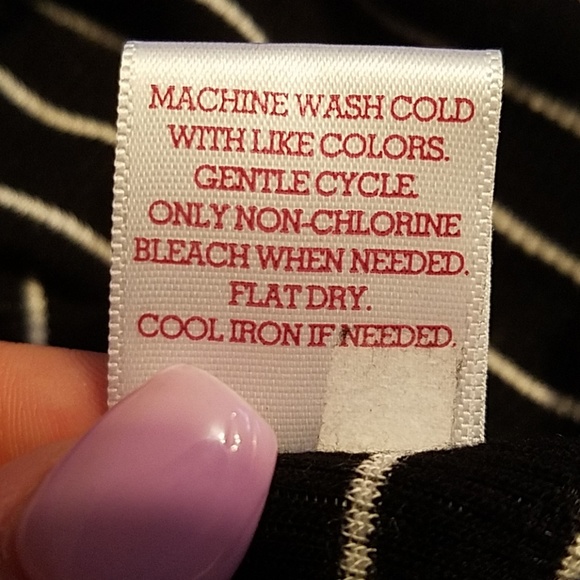 MACHINE WASH COLD
WITH LIKE COLORS.
GENTLE CYCLE.
ONLY NON-CHLORINE
BLEACH WHEN NEEDED.
FLAT DRY.
COOL IRON IF NEEDED.